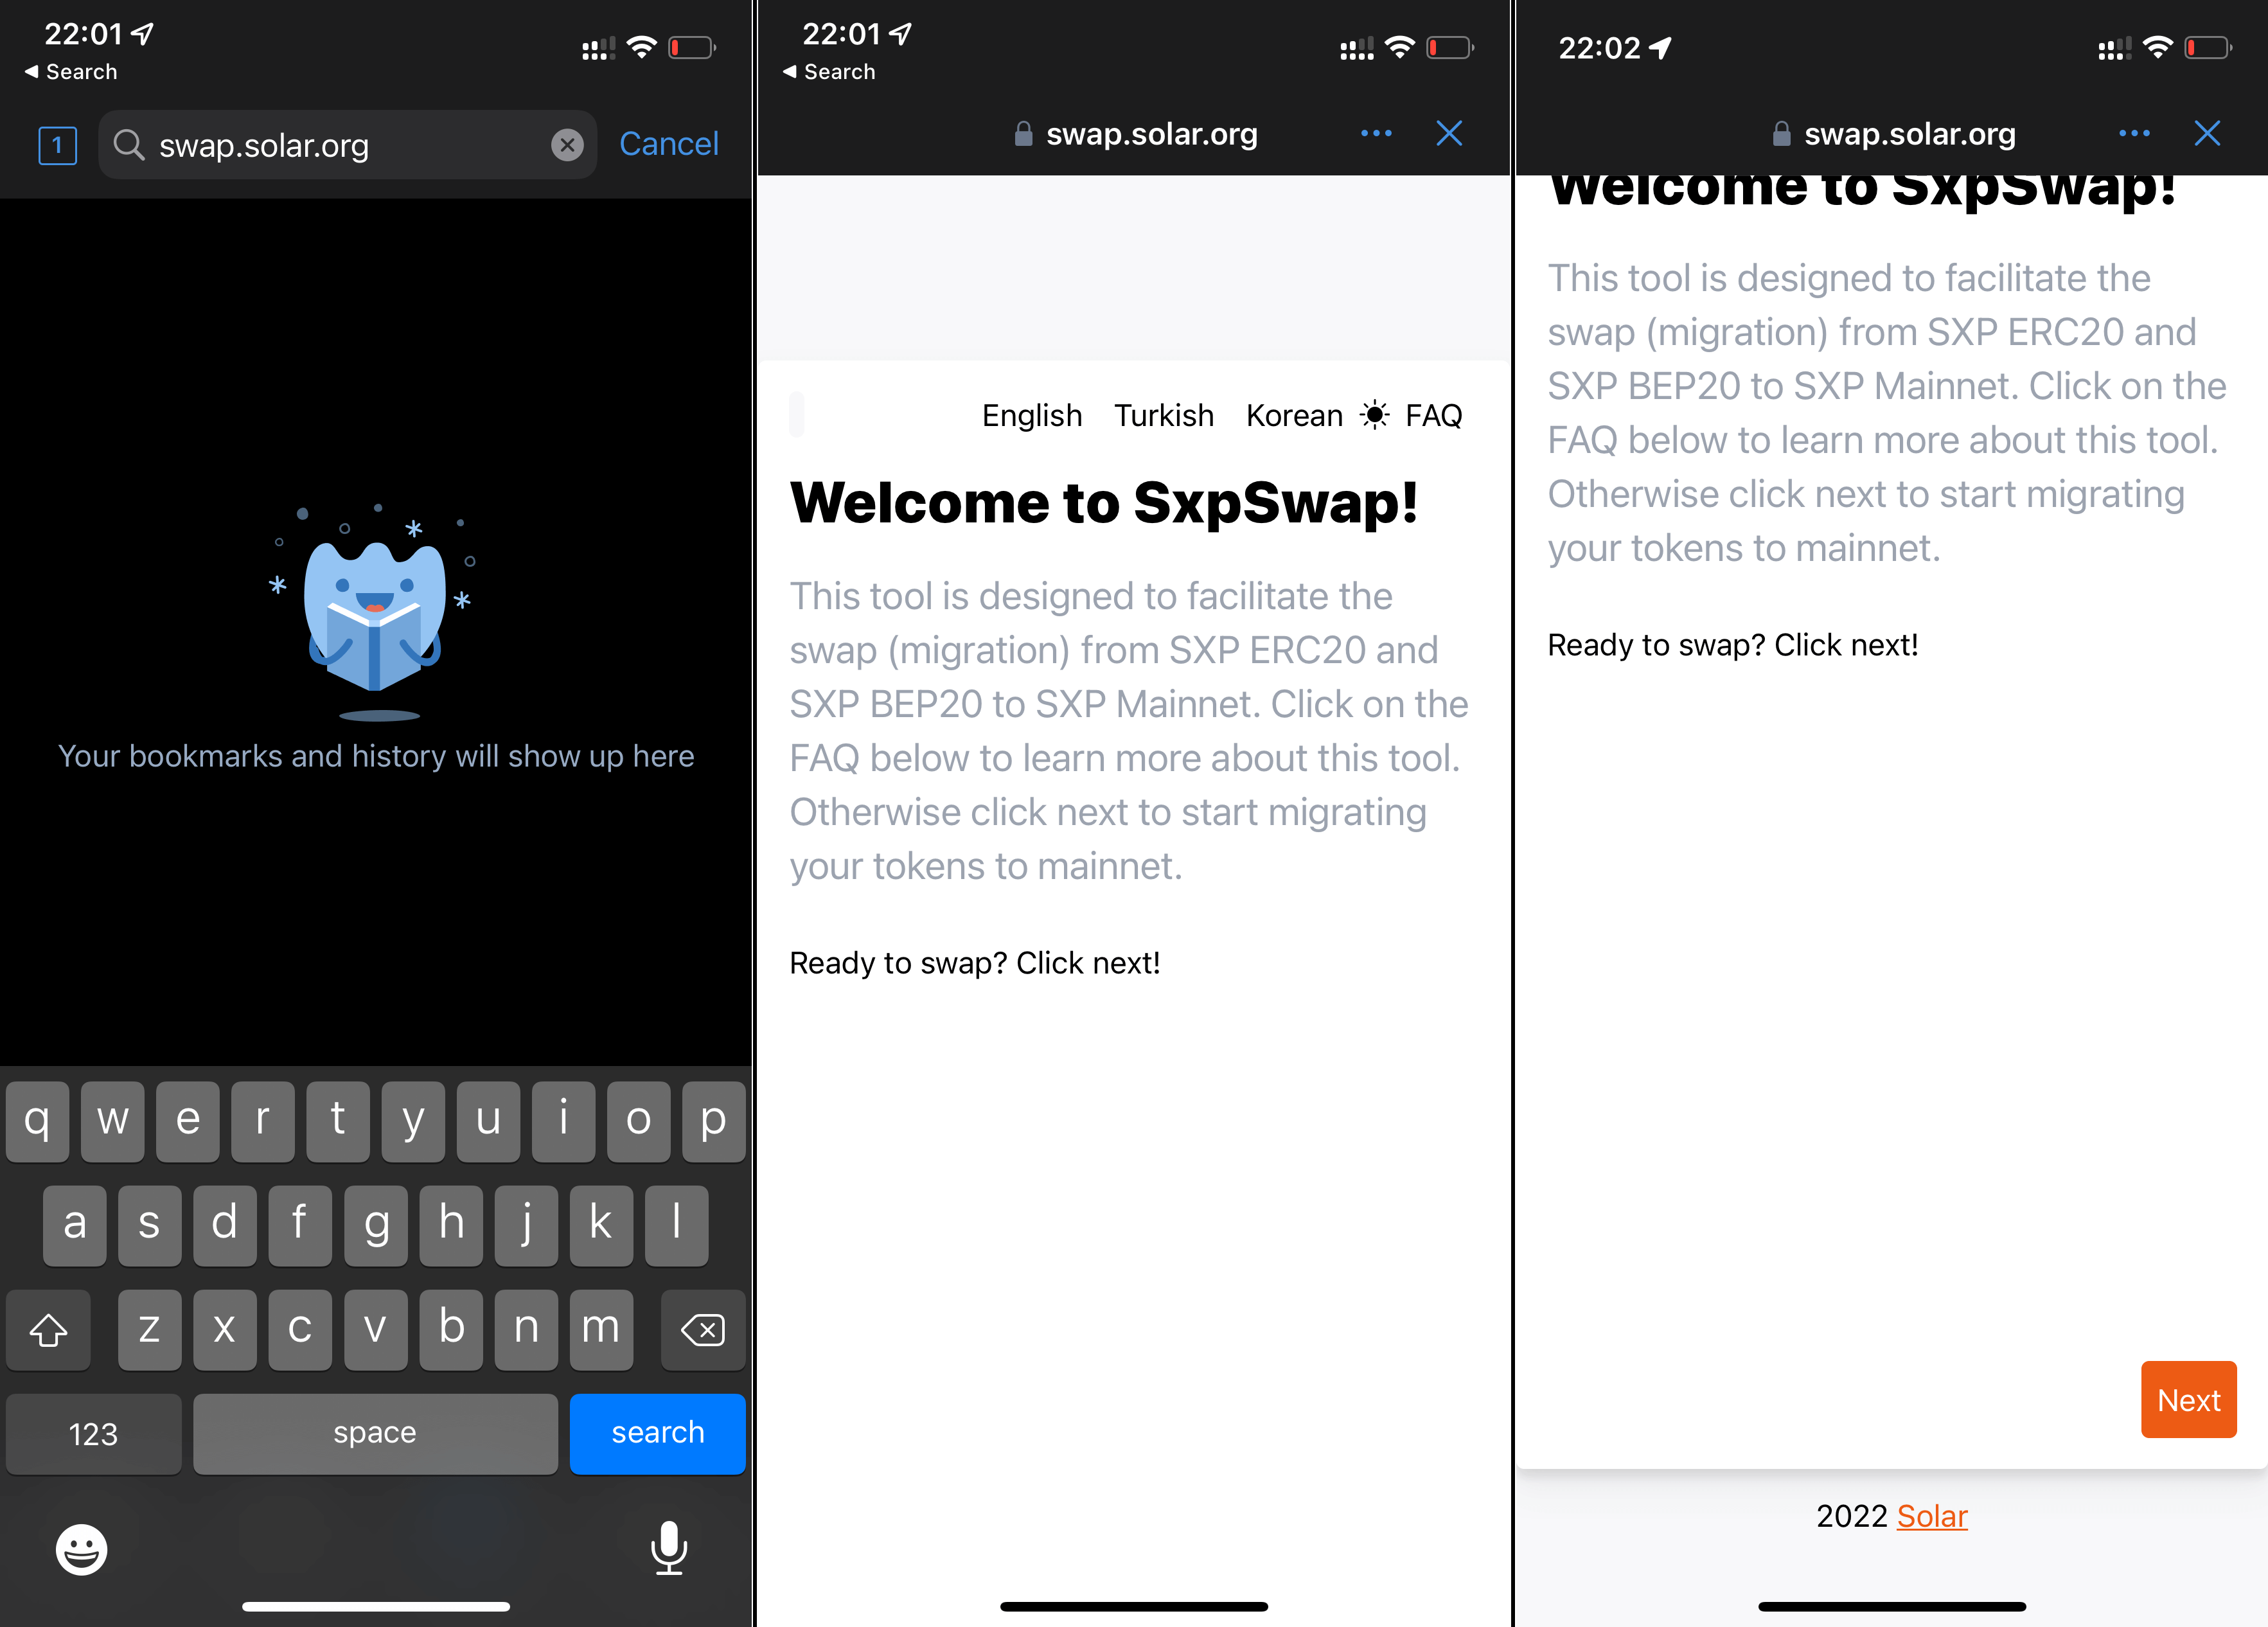 22:01
Search
1
swap.solar.org
Cancel
Your bookmarks and history will show up here
q w e r t y u i o p
a s d f g h j k l
z x c v b n m
123 space search
22:01
Search
swap.solar.org
English Turkish Korean FAQ
Welcome to SxpSwap!
This tool is designed to facilitate the
swap (migration) from SXP ERC20 and
SXP BEP20 to SXP Mainnet. Click on the
FAQ below to learn more about this tool.
Otherwise click next to start migrating
your tokens to mainnet.
Ready to swap? Click next!
22:02
swap.solar.org
Welcome to SxpSwap!
This tool is designed to facilitate the
swap (migration) from SXP ERC20 and
SXP BEP20 to SXP Mainnet. Click on the
FAQ below to learn more about this tool.
Otherwise click next to start migrating
your tokens to mainnet.
Ready to swap? Click next!
Next
2022 Solar